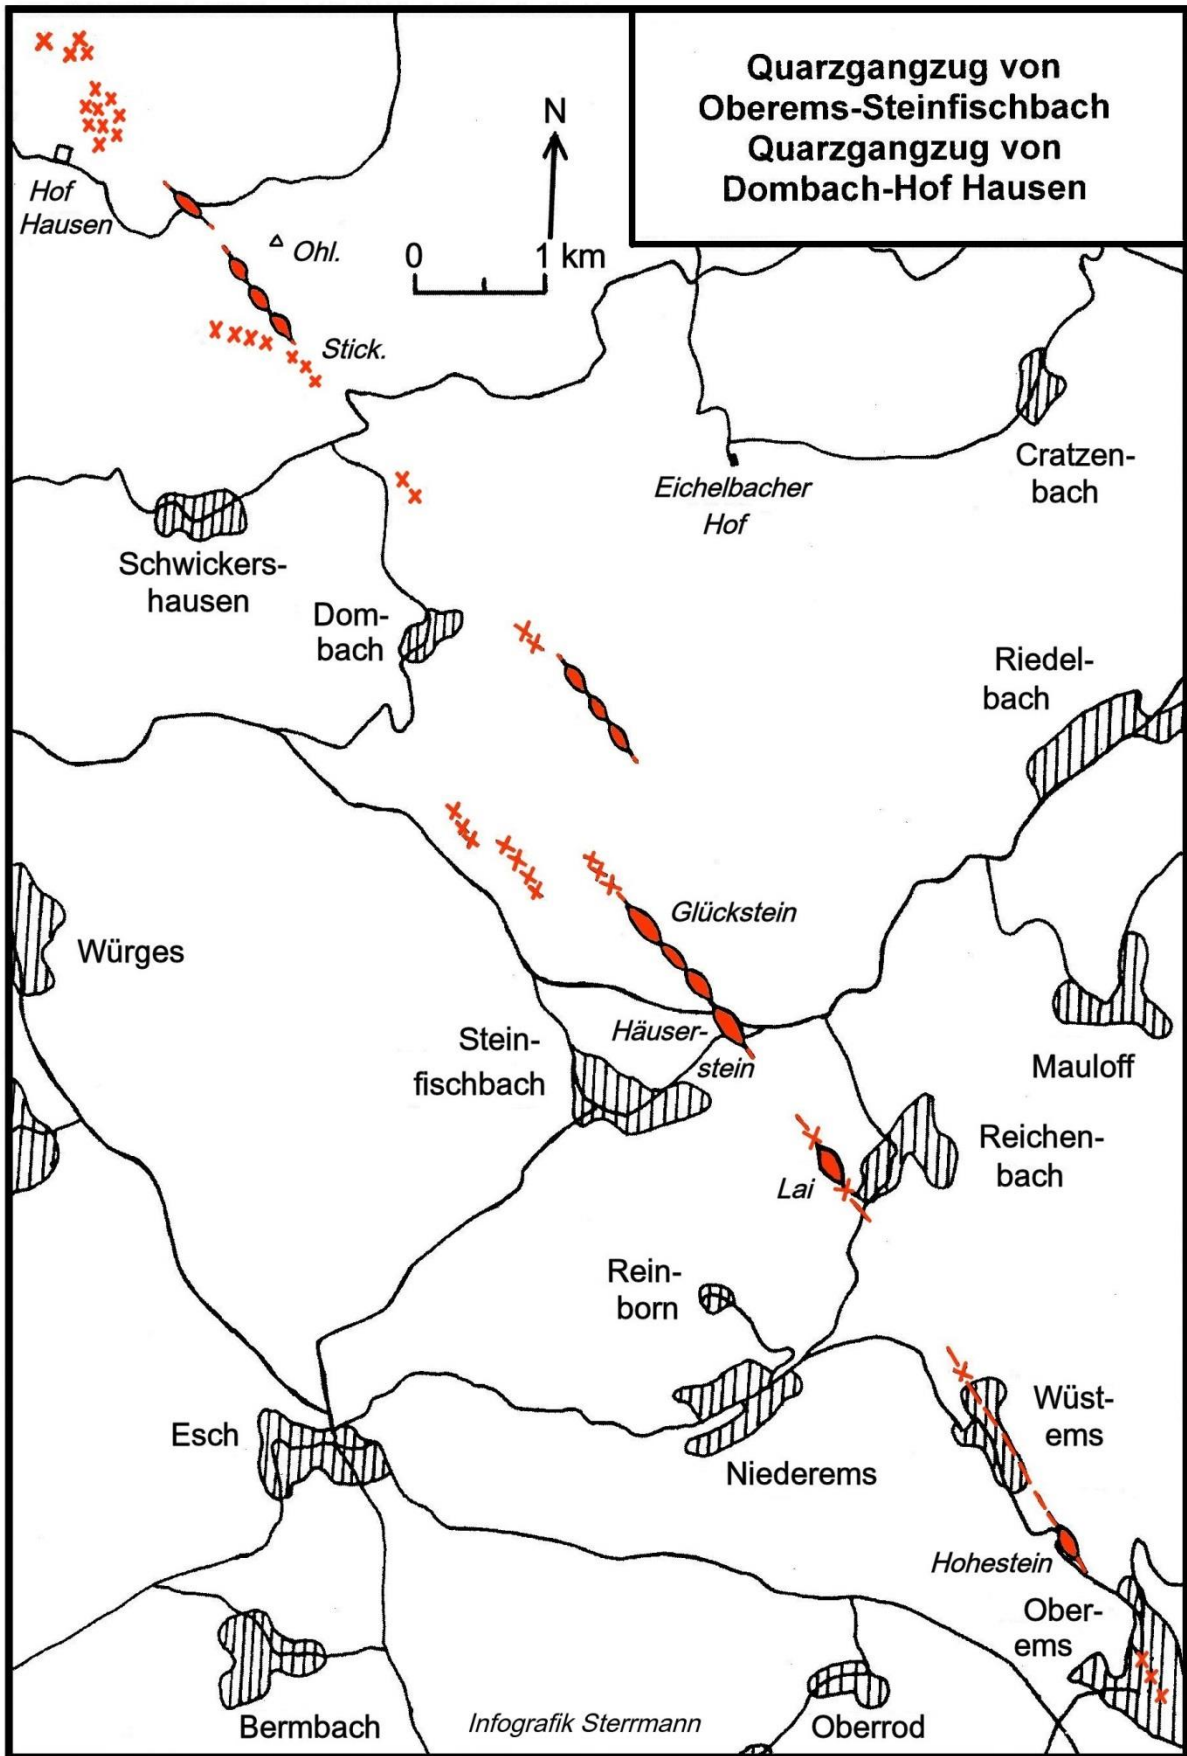 Quarzgangzug von
Oberems-Steinfischbach
Quarzgangzug von
Dombach-Hof Hausen
N
Hof
Hausen
Ohl.
0 1 km
Stick.
Cratzen-
bach
Eichelbacher
Hof
Schwickers-
hausen
Dom-
bach
Riedel-
bach
Glückstein
Würges
Häuser-
stein
Stein-
fischbach
Mauloff
Reichen-
bach
Lai
Rein-
born
Wüst-
ems
Esch
Niederems
Hohestein
Ober-
ems
Bermbach
Infografik Sterrmann
Oberrod